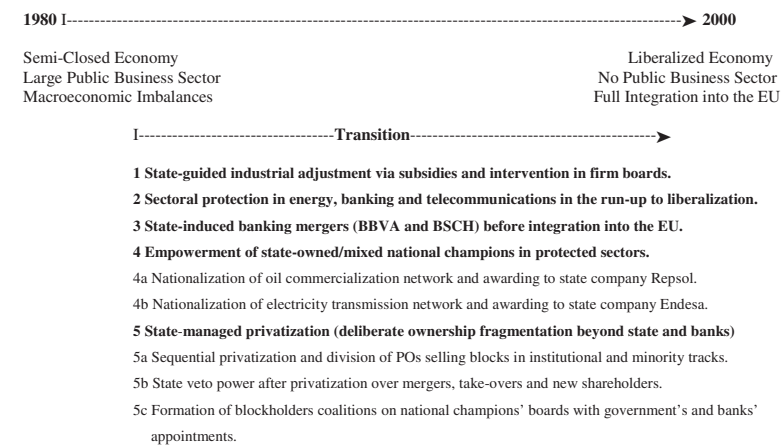 1980 I----------------------------------------------------------------------------------------------------------------➤ 2000
Semi-Closed Economy Liberalized Economy
Large Public Business Sector No Public Business Sector
Macroeconomic Imbalances Full Integration into the EU
I-----------------------------------Transition--------------------------------------------➤
1 State-guided industrial adjustment via subsidies and intervention in firm boards.
2 Sectoral protection in energy, banking and telecommunications in the run-up to liberalization.
3 State-induced banking mergers (BBVA and BSCH) before integration into the EU.
4 Empowerment of state-owned/mixed national champions in protected sectors.
4a Nationalization of oil commercialization network and awarding to state company Repsol.
4b Nationalization of electricity transmission network and awarding to state company Endesa.
5 State-managed privatization (deliberate ownership fragmentation beyond state and banks)
5a Sequential privatization and division of POs selling blocks in institutional and minority tracks.
5b State veto power after privatization over mergers, take-overs and new shareholders.
5c Formation of blockholders coalitions on national champions' boards with government's and banks'
appointments.